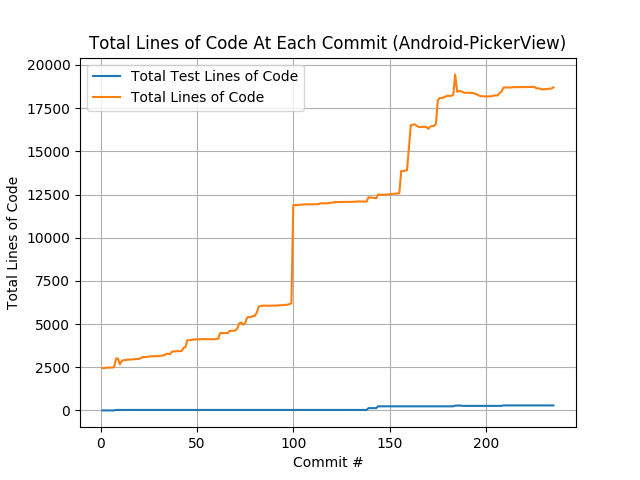 Total Lines of Code At Each Commit (Android-PickerView)
Total Test Lines of Code
Total Lines of Code
Total Lines of Code
20000
17500
15000
12500
10000
7500
5000
2500
0
0 50 100 150 200
Commit #